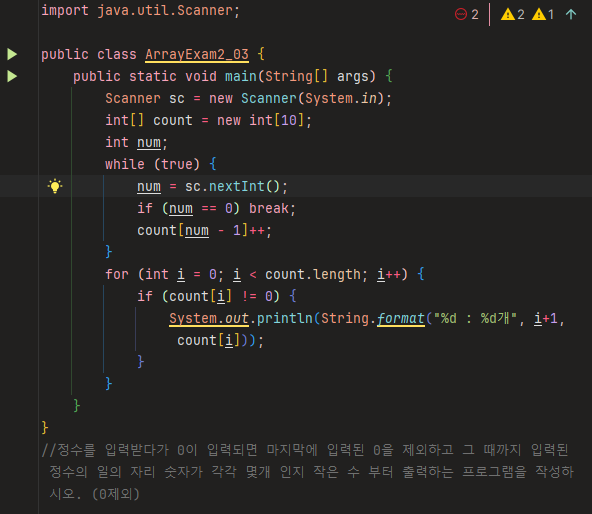 import java.util.Scanner;
2 2 1
public class ArrayExam2_03 {
public static void main(String[] args) {
Scanner sc = new Scanner(System.in);
int[] count = new int[10];
int num;
while (true) {
num = sc.nextInt();
if (num == 0) break;
count[num - 1]++;
}
for (int i = 0; i < count.length; i++) {
if (count[i] != 0) {
System.out.println(String.format("%d : %d개", i+1,
count[i]));
}
}
}
}
//정수를 입력받다가 0이 입력되면 마지막에 입력된 0을 제외하고 그 때까지 입력된
정수의 일의 자리 숫자가 각각 몇개 인지 작은 수 부터 출력하는 프로그램을 작성하
시오. (0제외)